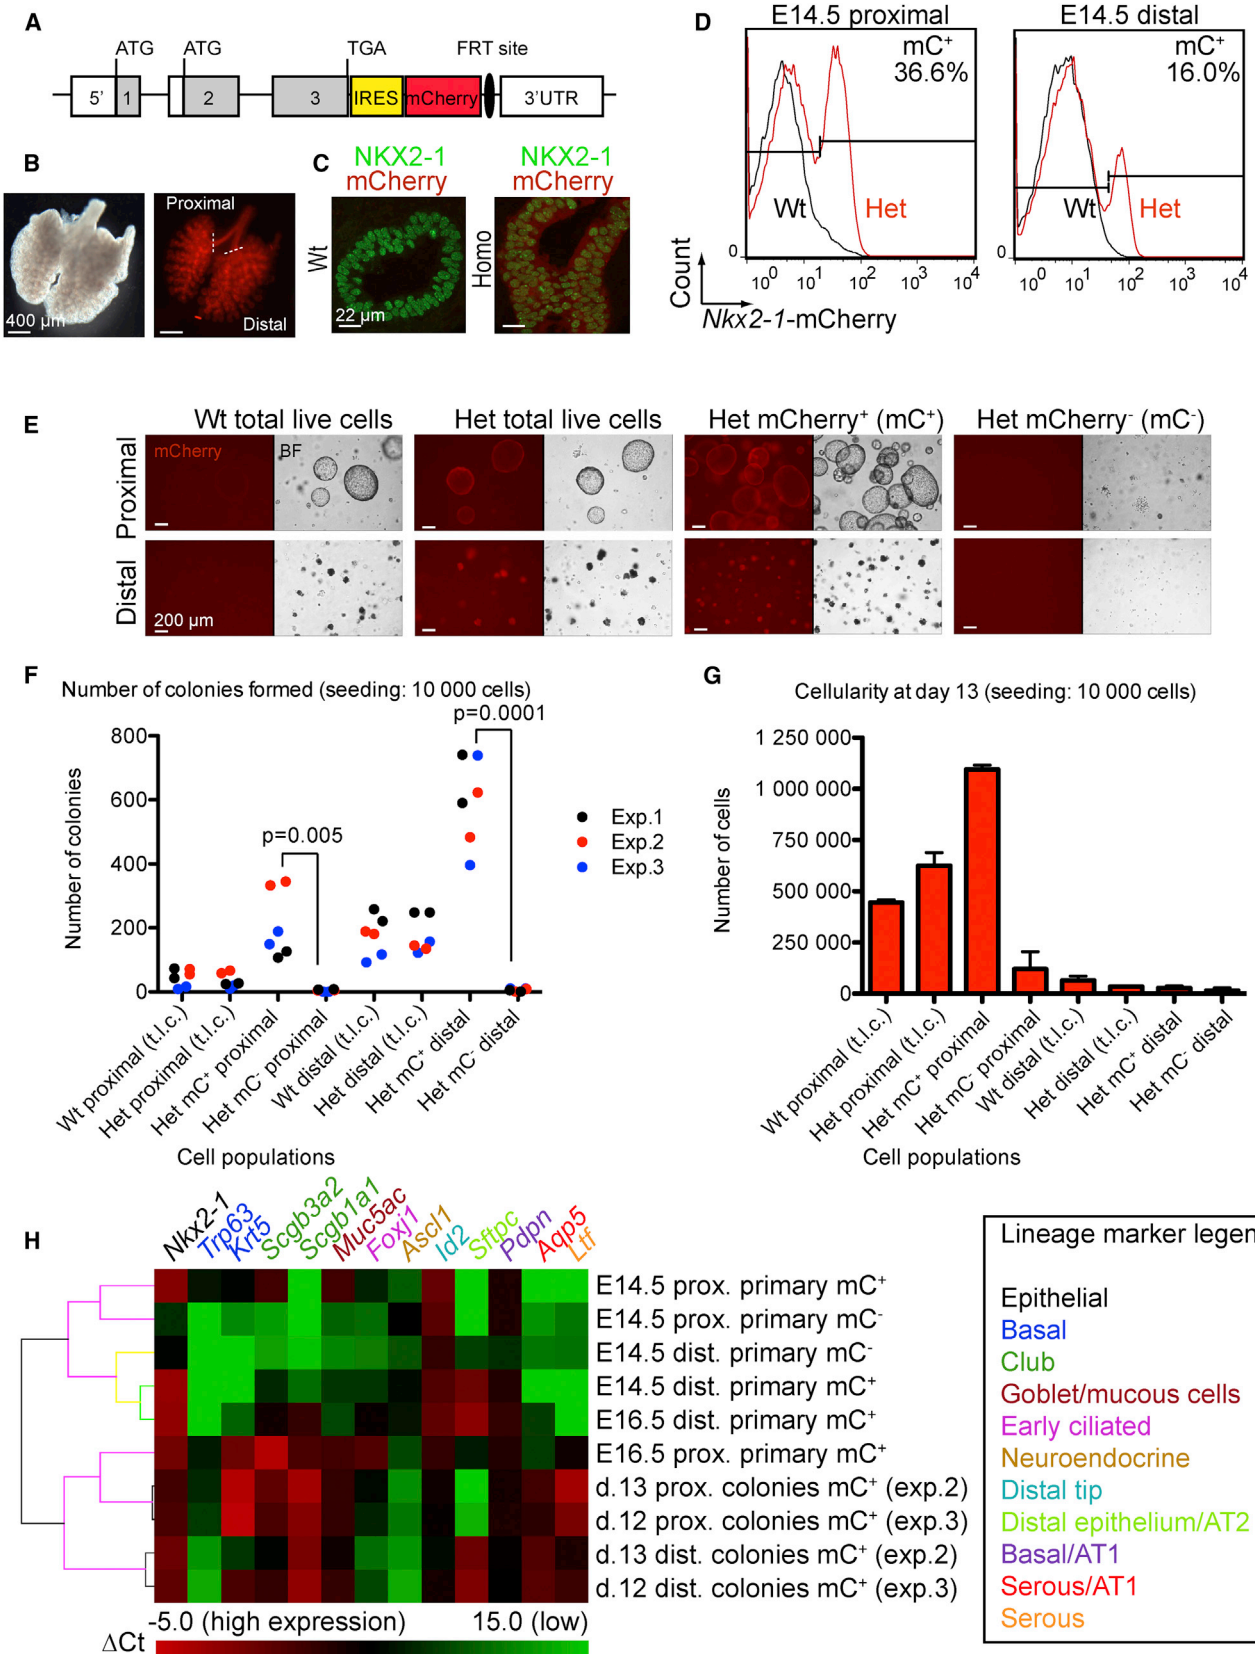 A
ATG
ATG
TGA
FRT site
5'
1
2
3
IRES
mCherry
3'UTR
B
Proximal
400 µm
Distal
C
NKX2-1
mCherry
NKX2-1
mCherry
Wt
Homo
22 µm
D
E14.5 proximal
E14.5 distal
mC+
36.6%
mC+
16.0%
Wt
Het
Wt
Het
0
0
10^0 10^1 10^2 10^3 10^4
10^0 10^1 10^2 10^3 10^4
Count
Nkx2-1-mCherry
E
Wt total live cells
Het total live cells
Het mCherry+ (mC+)
Het mCherry- (mC-)
Proximal
mCherry
BF
Distal
200 µm
F
Number of colonies formed (seeding: 10 000 cells)
p=0.0001
p=0.005
800
600
400
200
0
Number of colonies
Exp.1
Exp.2
Exp.3
Wt proximal (t.l.c.)
Het proximal (t.l.c.)
Het mC+ proximal
Het mC- proximal
Wt distal (t.l.c.)
Het distal (t.l.c.)
Het mC+ distal
Het mC- distal
Cell populations
G
Cellularity at day 13 (seeding: 10 000 cells)
1 250 000
1 000 000
750 000
500 000
250 000
0
Number of cells
Wt proximal (t.l.c.)
Het proximal (t.l.c.)
Het mC+ proximal
Het mC- proximal
Wt distal (t.l.c.)
Het distal (t.l.c.)
Het mC+ distal
Het mC- distal
Cell populations
H
Nkx2-1
Trp63
Krt5
Scgb3a2
Scgb1a1
Muc5ac
Foxj1
Ascl1
Id2
Sftpc
Pdpn
Aqp5
Ltf
E14.5 prox. primary mC+
E14.5 prox. primary mC-
E14.5 dist. primary mC-
E14.5 dist. primary mC+
E16.5 dist. primary mC+
E16.5 prox. primary mC+
d.13 prox. colonies mC+ (exp.2)
d.12 prox. colonies mC+ (exp.3)
d.13 dist. colonies mC+ (exp.2)
d.12 dist. colonies mC+ (exp.3)
-5.0 (high expression)
15.0 (low)
ΔCt
Lineage marker legen
Epithelial
Basal
Club
Goblet/mucous cells
Early ciliated
Neuroendocrine
Distal tip
Distal epithelium/AT2
Basal/AT1
Serous/AT1
Serous